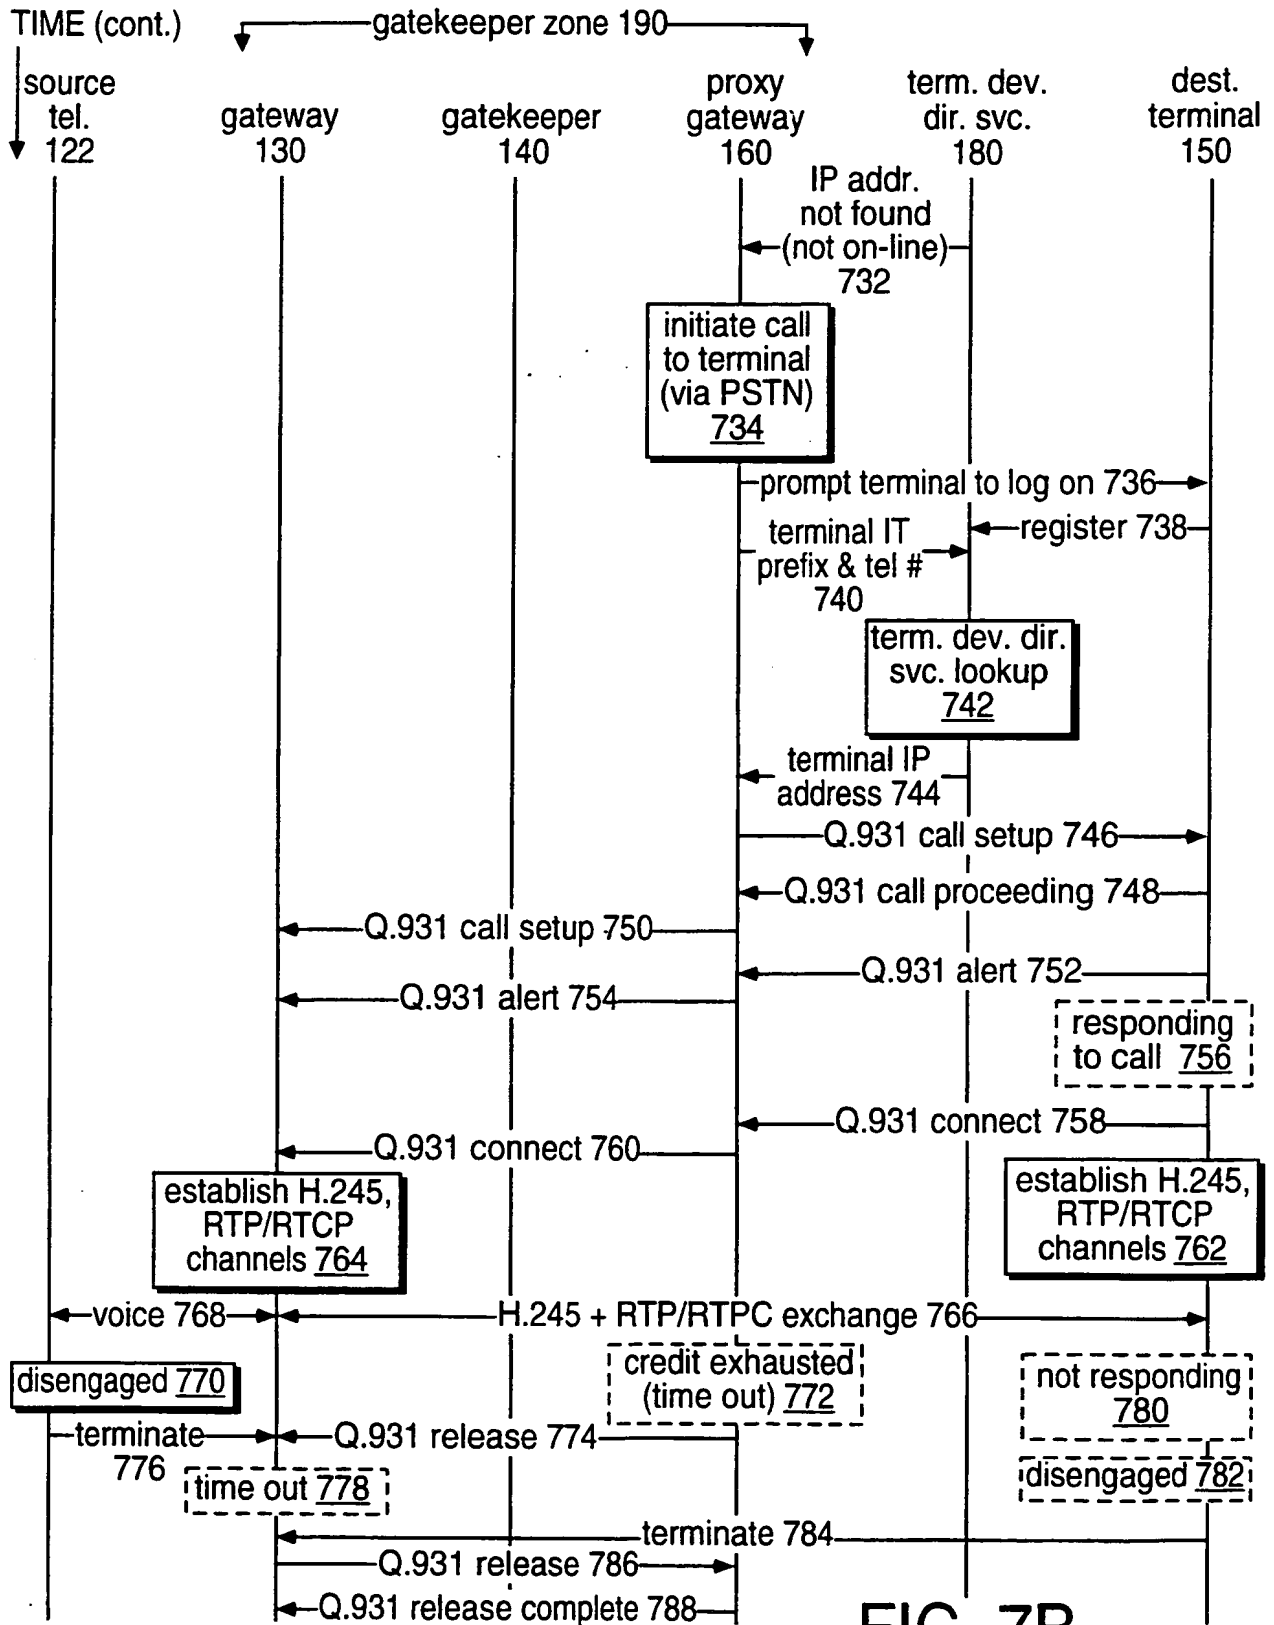 TIME (cont.)
gatekeeper zone 190
source
tel.
122
gateway
130
gatekeeper
140
proxy
gateway
160
term. dev.
dir. svc.
180
dest.
terminal
150
IP addr.
not found
(not on-line)
732
initiate call
to terminal
(via PSTN)
734
prompt terminal to log on 736
register 738
terminal IT
prefix & tel #
740
term. dev. dir.
svc. lookup
742
terminal IP
address 744
Q.931 call setup 746
Q.931 call proceeding 748
Q.931 call setup 750
Q.931 alert 752
Q.931 alert 754
responding
to call 756
Q.931 connect 758
Q.931 connect 760
establish H.245,
RTP/RTCP
channels 764
establish H.245,
RTP/RTCP
channels 762
voice 768
H.245 + RTP/RTPC exchange 766
disengaged 770
credit exhausted
(time out) 772
not responding
780
terminate
776
Q.931 release 774
time out 778
disengaged 782
terminate 784
Q.931 release 786
Q.931 release complete 788
FIG. 7B